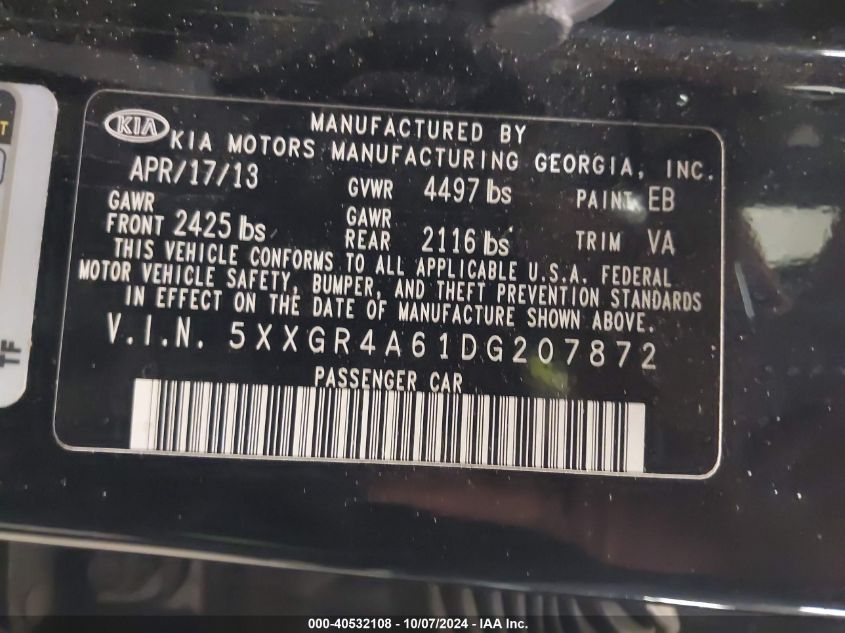 KIA
MANUFACTURED BY
KIA MOTORS MANUFACTURING GEORGIA, INC.
APR/17/13 GVWR 4497 lbs PAINT EB
GAWR FRONT 2425 lbs GAWR REAR 2116 lbs TRIM VA
THIS VEHICLE CONFORMS TO ALL APPLICABLE U.S.A. FEDERAL
MOTOR VEHICLE SAFETY, BUMPER, AND THEFT PREVENTION STANDARDS
IN EFFECT ON THE DATE OF MANUFACTURE SHOWN ABOVE.
V.I.N. 5XXGR4A61DG207872
PASSENGER CAR
TF
000-40532108 - 10/07/2024 - IAA Inc.